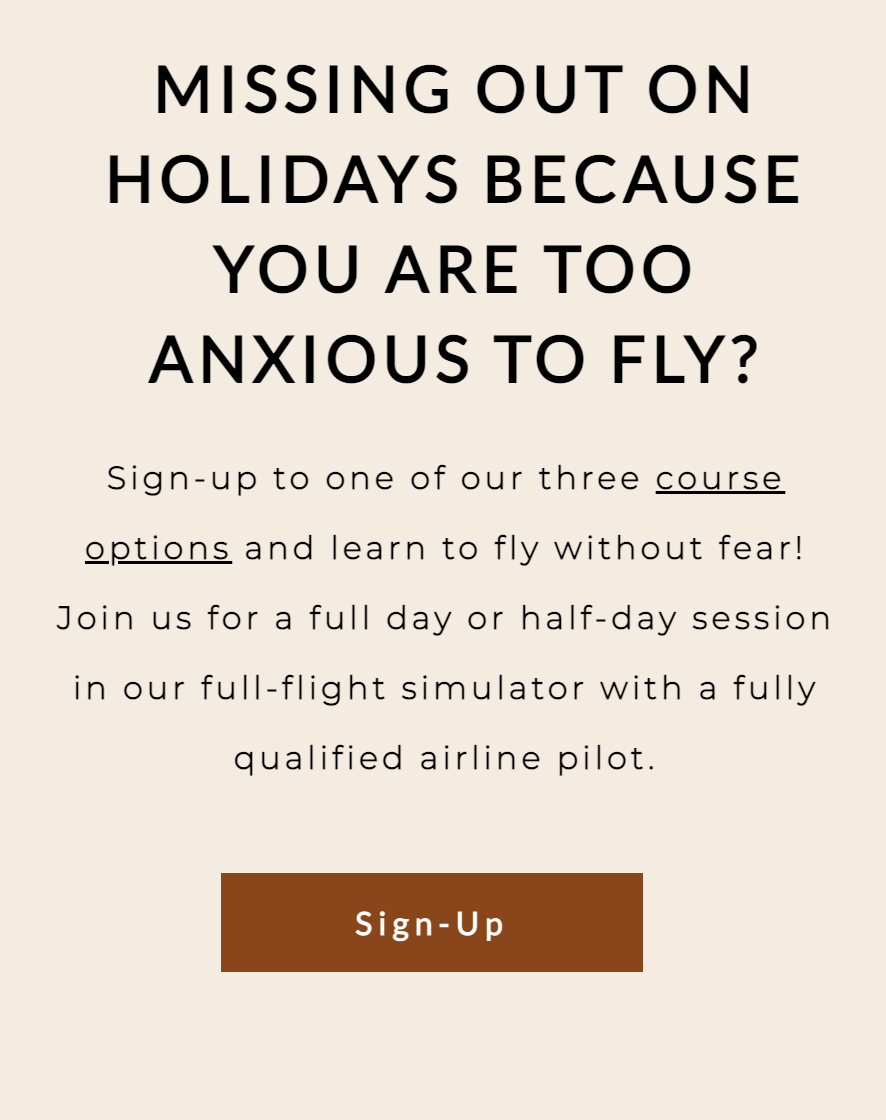 MISSING OUT ON
HOLIDAYS BECAUSE
YOU ARE TOO
ANXIOUS TO FLY?
Sign-up to one of our three course
options and learn to fly without fear!
Join us for a full day or half-day session
in our full-flight simulator with a fully
qualified airline pilot.
Sign-Up